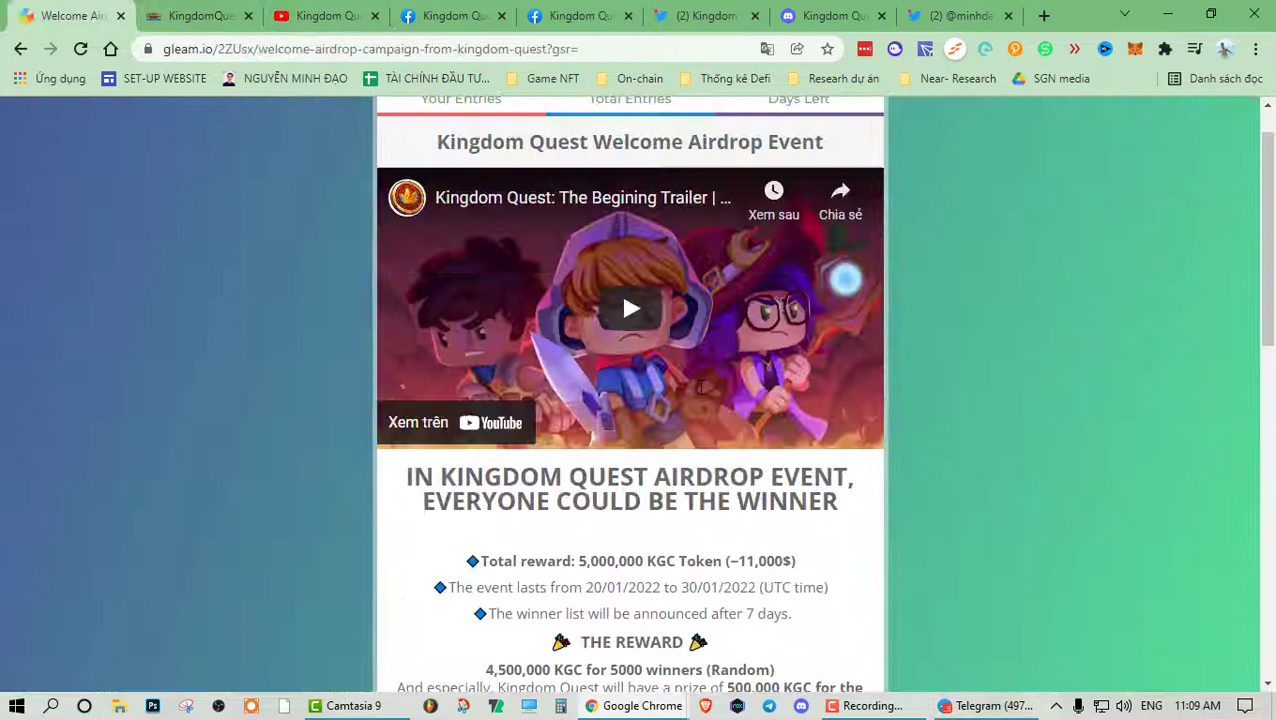 Welcome Air
KingdomQues
Kingdom Qu
Kingdom Qu
Kingdom Qu
(2) Kingdom
Kingdom Qu
(2) @minhda
gleam.io/2ZUsx/welcome-airdrop-campaign-from-kingdom-quest?gsr=
Ứng dụng
SET-UP WEBSITE
NGUYỄN MINH ĐẠO
TÀI CHÍNH ĐẦU TƯ...
Game NFT
On-chain
Thống kê Defi
Researh dự án
Near- Research
SGN media
Danh sách đọc
Your Entries
Total Entries
Days Left
Kingdom Quest Welcome Airdrop Event
Kingdom Quest: The Begining Trailer | ...
Xem sau
Chia sẻ
Xem trên YouTube
IN KINGDOM QUEST AIRDROP EVENT,
EVERYONE COULD BE THE WINNER
Total reward: 5,000,000 KGC Token (~11,000$)
The event lasts from 20/01/2022 to 30/01/2022 (UTC time)
The winner list will be announced after 7 days.
THE REWARD
4,500,000 KGC for 5000 winners (Random)
And especially, Kingdom Quest will have a prize of 500,000 KGC for the
Camtasia 9
Google Chrome
Recording...
Telegram (497...
ENG
11:09 AM